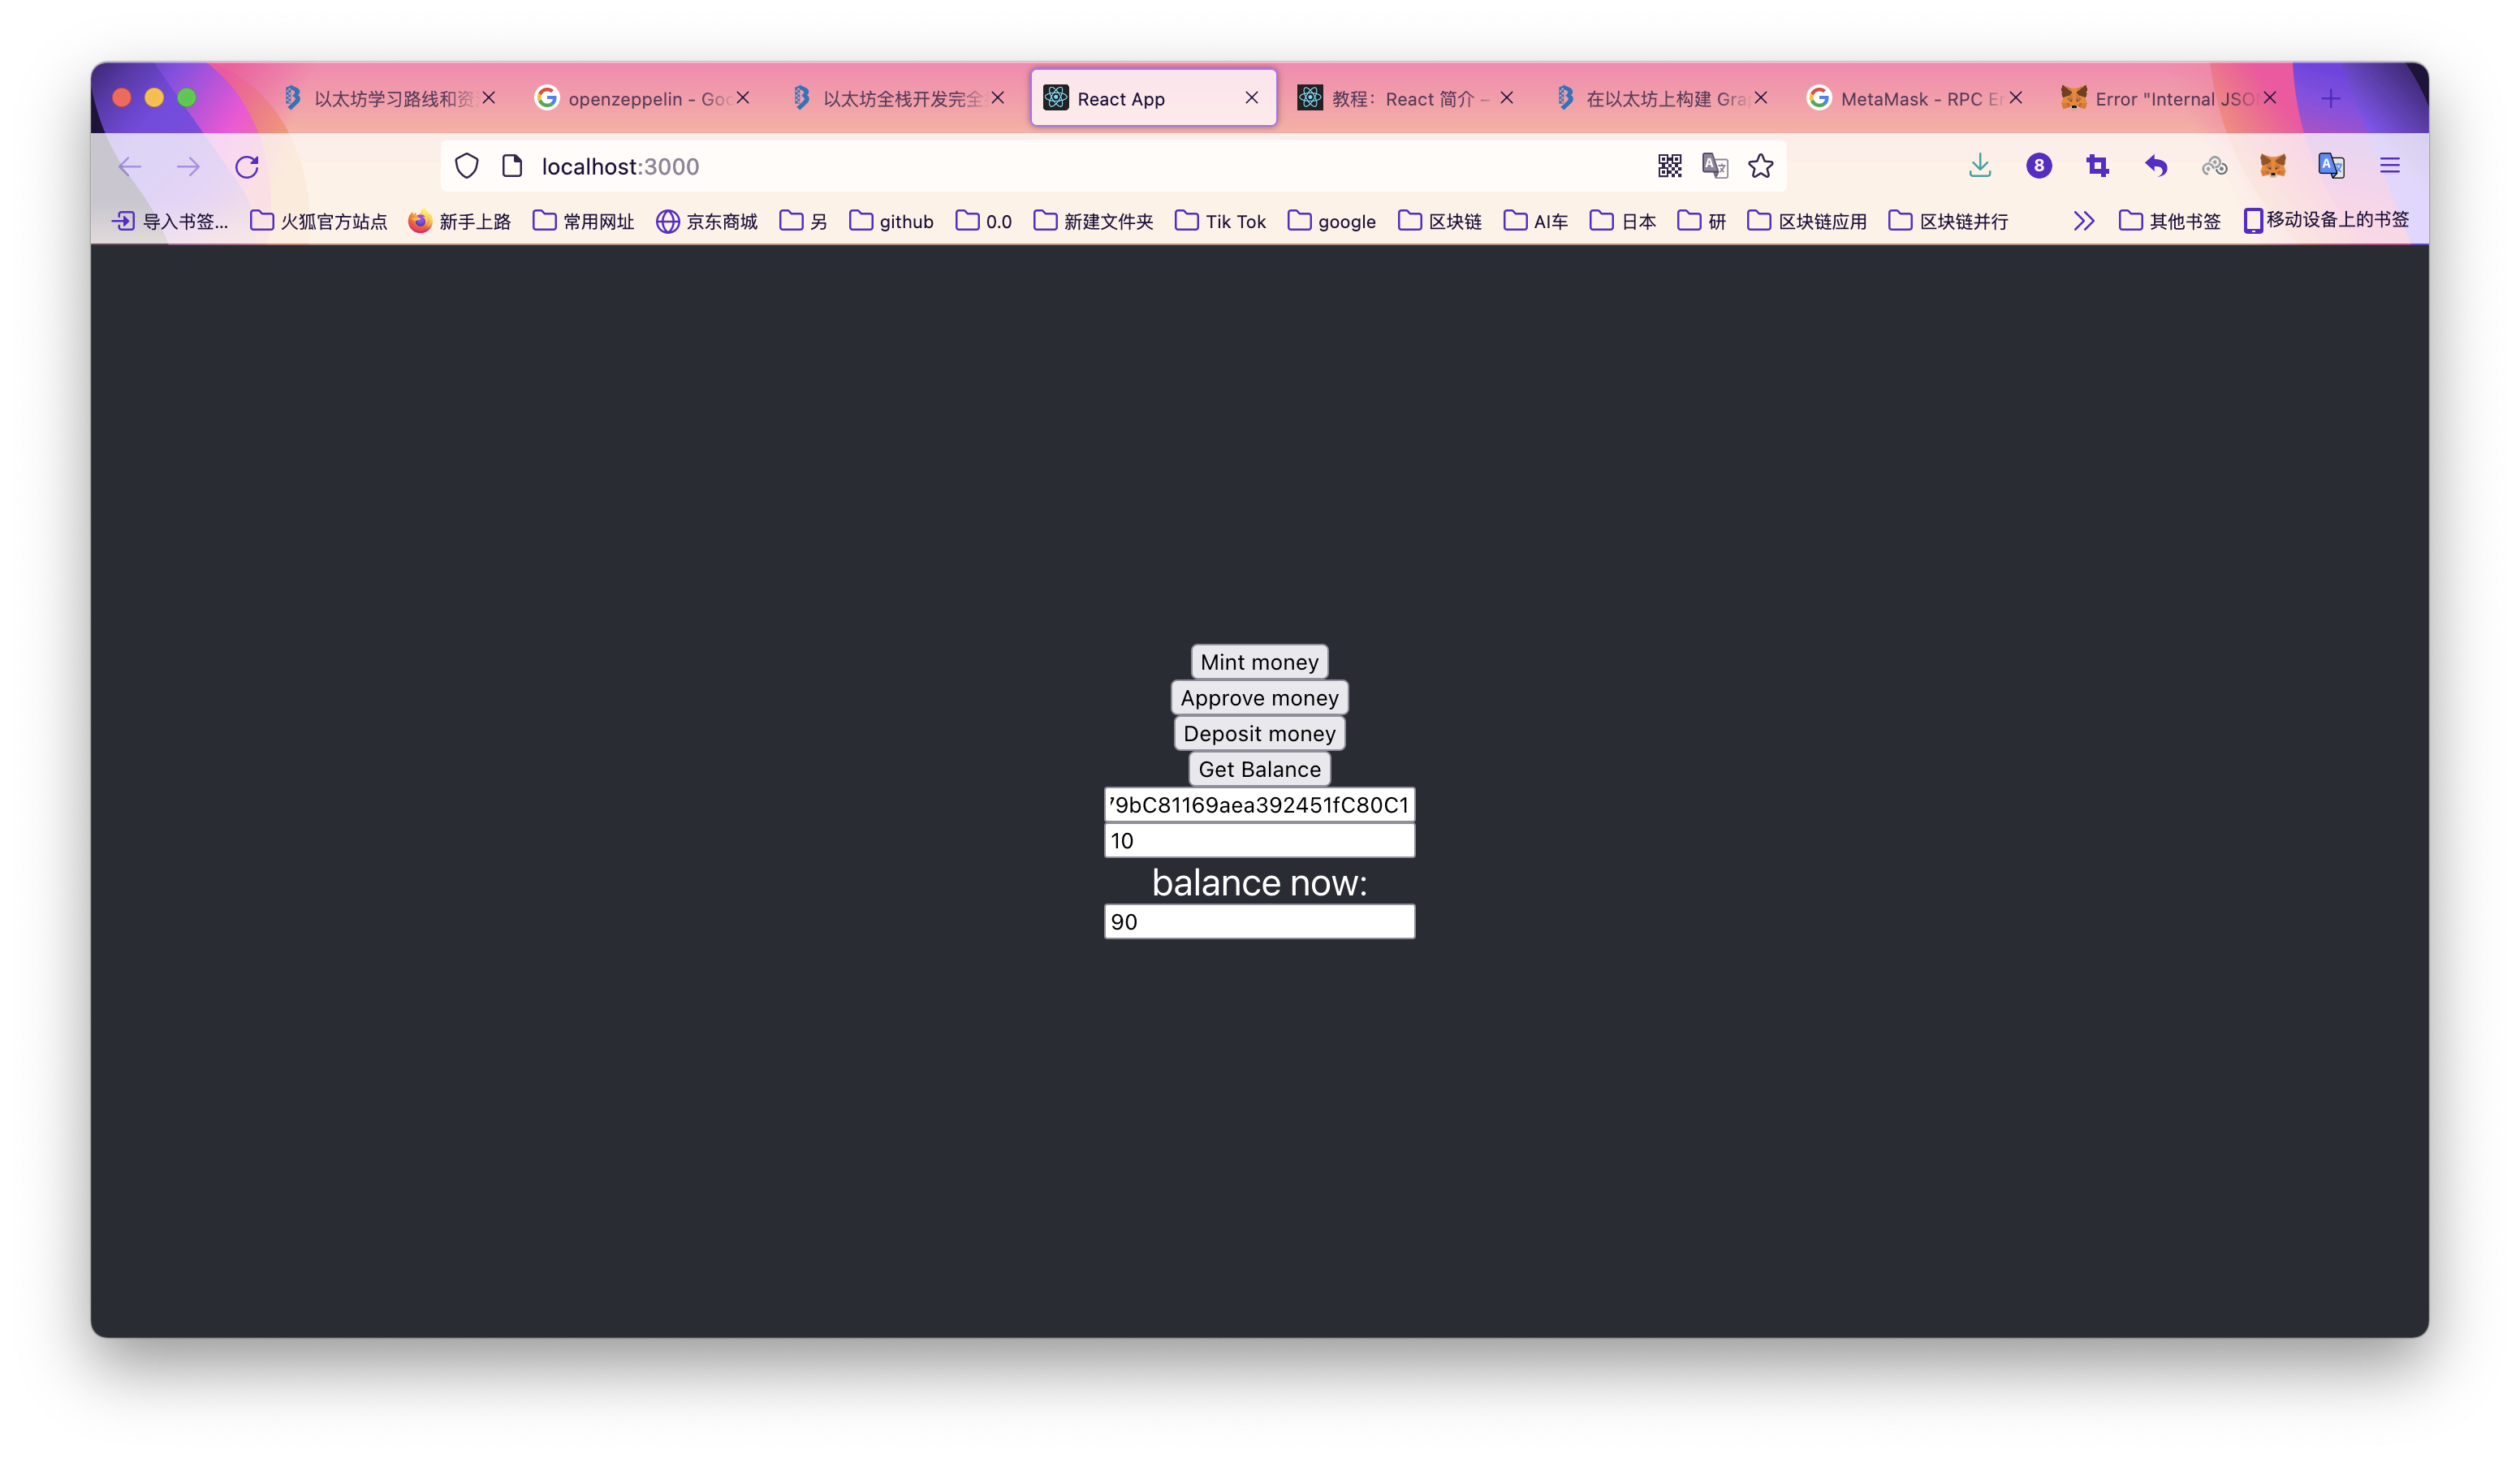 以太坊学习路线和资 openzeppelin - Goo 以太坊全栈开发完全 React App 教程：React 简介 – 在以太坊上构建 Gra MetaMask - RPC Er Error "Internal JSO
localhost:3000
8
导入书签... 火狐官方站点 新手上路 常用网址 京东商城 另 github 0.0 新建文件夹 Tik Tok google 区块链 AI车 日本 研 区块链应用 区块链并行 其他书签 移动设备上的书签
Mint money
Approve money
Deposit money
Get Balance
79bC81169aea392451fC80C1
10
balance now:
90